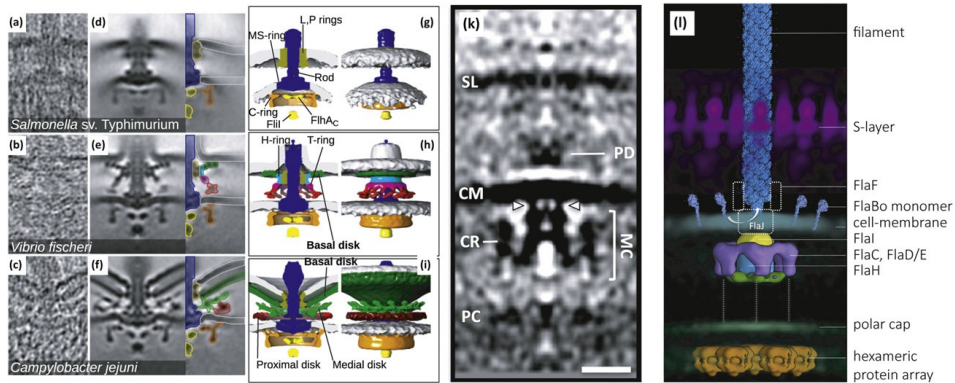 (a)
(d)
Salmonella sv. Typhimurium
(b)
(e)
Vibrio fischeri
(c)
(f)
Campylobacter jejuni
L,P rings
(g)
MS-ring
Rod
C-ring
FliI
FlhAC
H-ring
T-ring
(h)
Basal disk
Basal disk
(i)
Proximal disk
Medial disk
(k)
SL
PD
CM
CR
MC
PC
(l)
filament
S-layer
FlaF
FlaBo monomer
cell-membrane
FlaJ
FlaI
FlaC, FlaD/E
FlaH
polar cap
hexameric
protein array